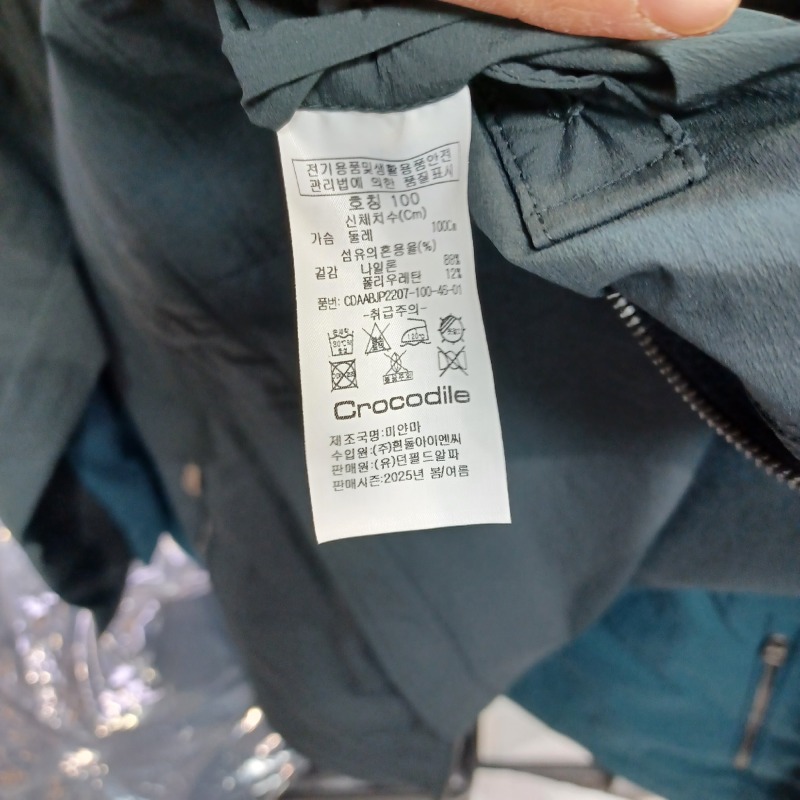 전기용품및생활용품안전
관리법에 의한 품질표시
호칭 100
신체치수(Cm)
가슴 둘레 100Cm
섬유의혼용율(%)
겉감 나일론 88%
폴리우레탄 12%
품번: CDAABJP2207-100-46-01
-취급주의-
Crocodile
제조국명:미얀마
수입원:(주)흰돌아이엔씨
판매원:(유)던필드알파
판매시즌:2025년 봄/여름